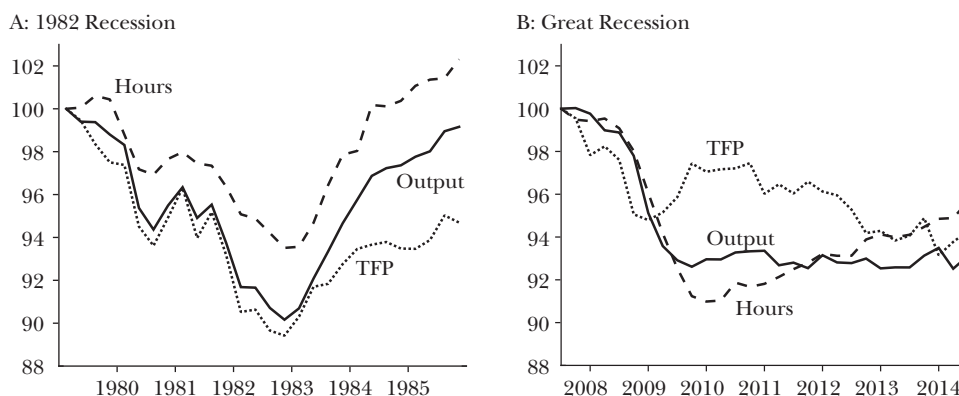 A: 1982 Recession
102
100
98
96
94
92
90
88
Hours
Output
TFP
1980 1981 1982 1983 1984 1985
B: Great Recession
102
100
98
96
94
92
90
88
TFP
Output
Hours
2008 2009 2010 2011 2012 2013 2014